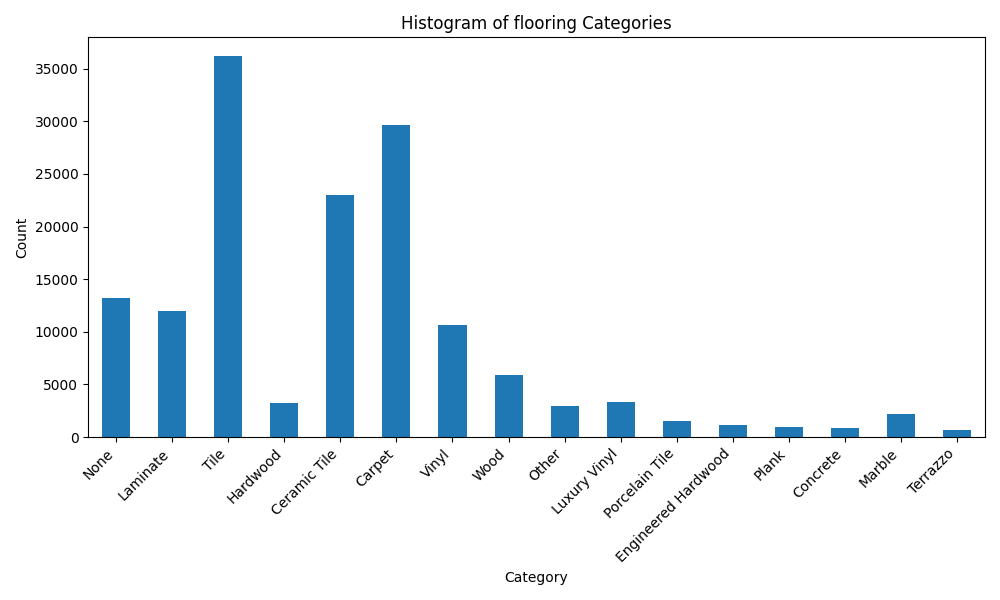 Histogram of flooring Categories
Count
35000
30000
25000
20000
15000
10000
5000
0
None
Laminate
Tile
Hardwood
Ceramic Tile
Carpet
Vinyl
Wood
Other
Luxury Vinyl
Porcelain Tile
Engineered Hardwood
Plank
Concrete
Marble
Terrazzo
Category